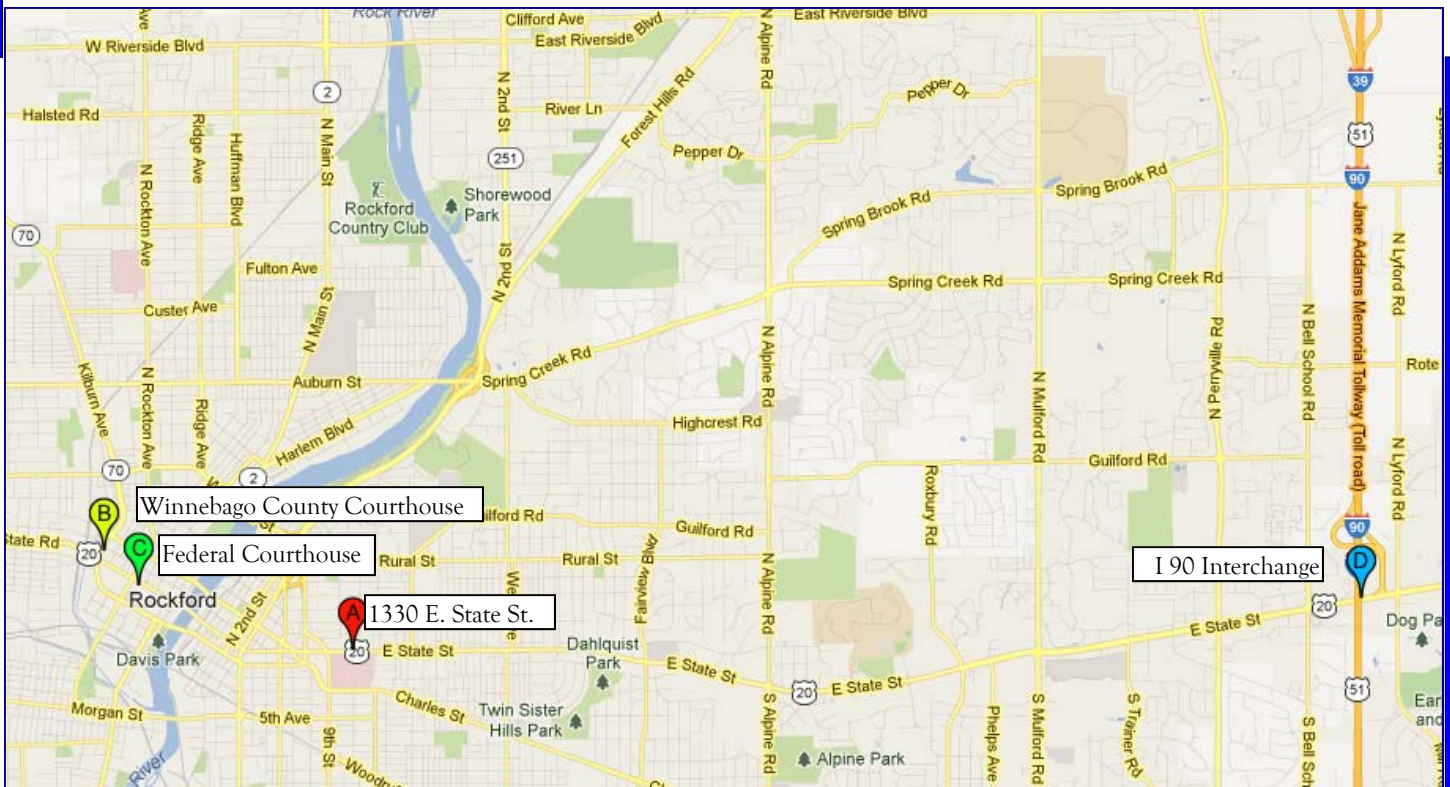 Rock River
Clifford Ave
East Riverside Blvd
N Alpine Rd
East Riverside Blvd
W Riverside Blvd
2
N 2nd St
39
Halsted Rd
River Ln
Pepper Dr
51
Ridge Ave
Huffman Blvd
N Main St
Forest Hills Rd
Pepper Dr
251
90
N Rockton Ave
Rockford
Country Club
Shorewood
Park
Spring Brook Rd
Spring Brook Rd
70
N Perryville Rd
Jane Addams Memorial Tollway (Toll road)
N Lyford Rd
Fulton Ave
N 2nd St
Spring Creek Rd
Spring Creek Rd
Custer Ave
N Main St
N Alpine Rd
N Bell School Rd
Kilburn Ave
N Rockton Ave
Ridge Ave
Auburn St
Spring Creek Rd
N Mulford Rd
Rote
Harlem Blvd
Highcrest Rd
70
2
Guilford Rd
Roxbury Rd
N Lyford Rd
B
Winnebago County Courthouse
Guilford Rd
90
State Rd
20
C
Federal Courthouse
Rural St
Rural St
Fairview Blvd
N Alpine Rd
I 90 Interchange
D
Rockford
N 2nd St
A
1330 E. State St.
20
20
E State St
E State St
Dog Pa
Davis Park
Dahlquist
Park
E State St
20
E State St
51
Morgan St
5th Ave
Charles St
Twin Sister
Hills Park
9th St
S Alpine Rd
Phelps Ave
S Mulford Rd
S Trainer Rd
S Bell Sch
Ear
and
River
Alpine Park